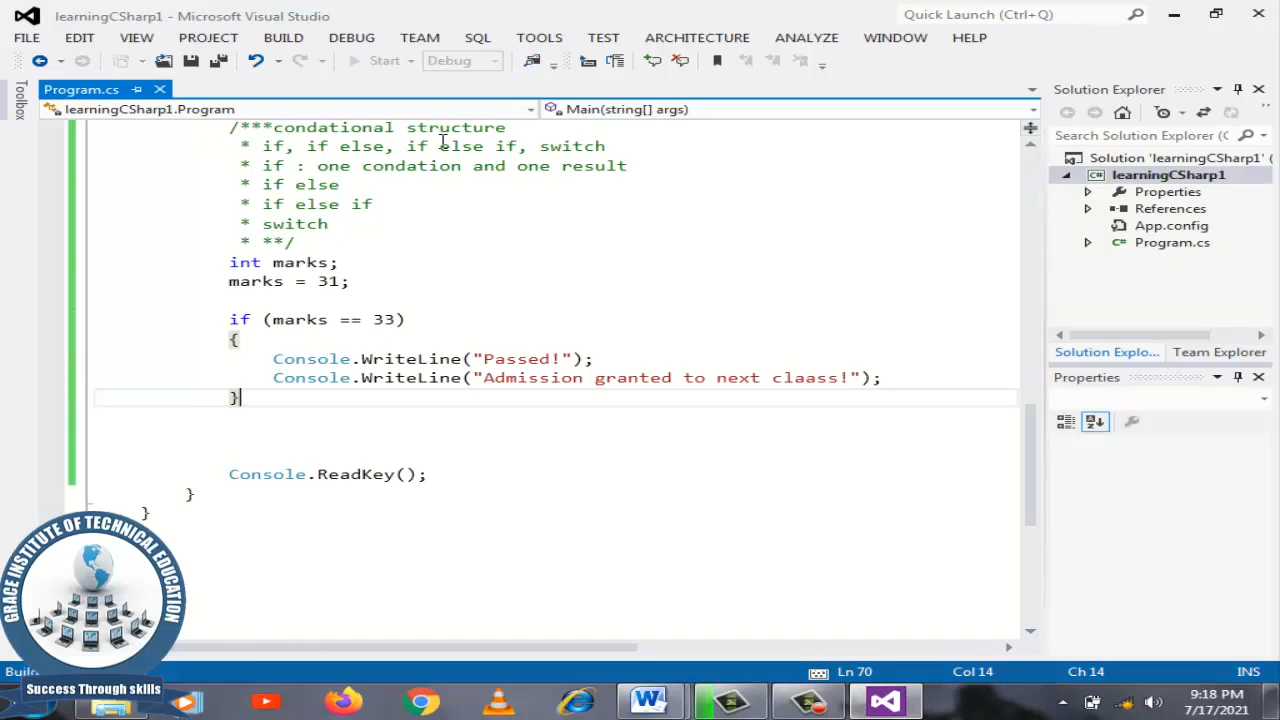 learningCSharp1 - Microsoft Visual Studio
Quick Launch (Ctrl+Q)
FILE EDIT VIEW PROJECT BUILD DEBUG TEAM SQL TOOLS TEST ARCHITECTURE ANALYZE WINDOW HELP
Start Debug
Toolbox
Program.cs
learningCSharp1.Program
Main(string[] args)
/***condational structure
* if, if else, if else if, switch
* if : one condation and one result
* if else
* if else if
* switch
* **/
int marks;
marks = 31;
if (marks == 33)
{
Console.WriteLine("Passed!");
Console.WriteLine("Admission granted to next claass!");
}
Console.ReadKey();
}
}
Solution Explorer
Search Solution Explorer (C
Solution 'learningCSharp1' (
learningCSharp1
Properties
References
App.config
C# Program.cs
Solution Explo... Team Explorer
Properties
GRACE INSTITUTE OF TECHNICAL EDUCATION
Success Through skills
Ln 70 Col 14 Ch 14 INS
9:18 PM
7/17/2021